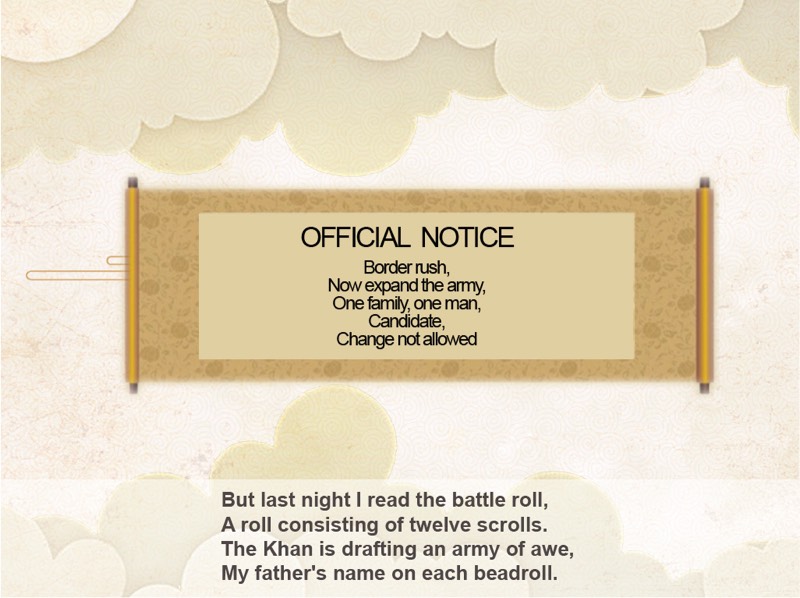 OFFICIAL NOTICE
Border rush,
Now expand the army,
One family, one man,
Candidate,
Change not allowed
But last night I read the battle roll,
A roll consisting of twelve scrolls.
The Khan is drafting an army of awe,
My father's name on each beadroll.